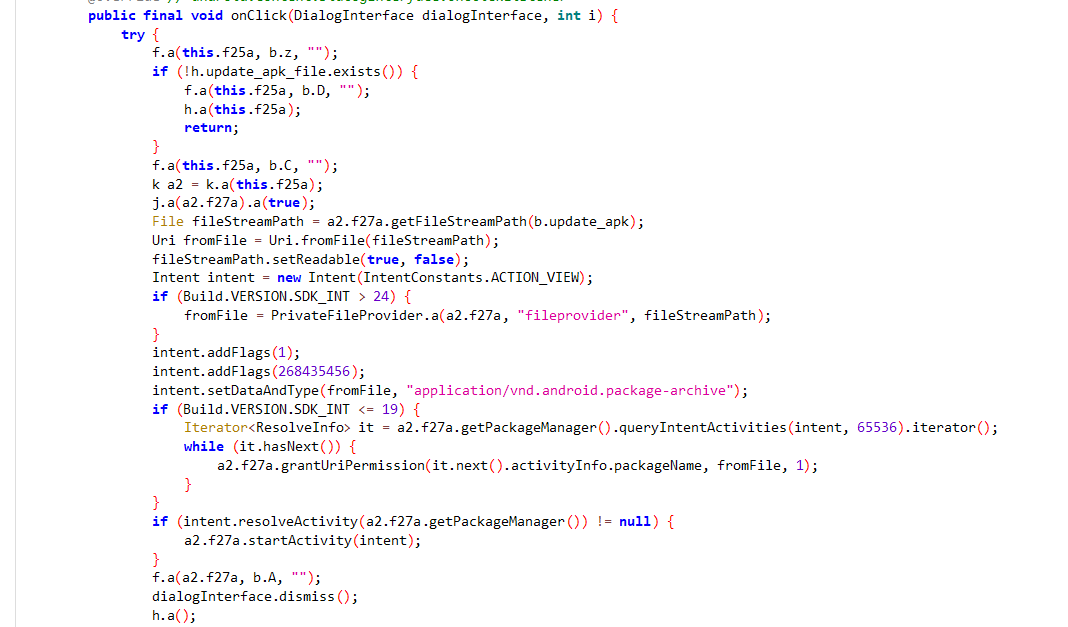 public final void onClick(DialogInterface dialogInterface, int i) {
try {
f.a(this.f25a, b.z, "");
if (!h.update_apk_file.exists()) {
f.a(this.f25a, b.D, "");
h.a(this.f25a);
return;
}
f.a(this.f25a, b.C, "");
k a2 = k.a(this.f25a);
j.a(a2.f27a).a(true);
File fileStreamPath = a2.f27a.getFileStreamPath(b.update_apk);
Uri fromFile = Uri.fromFile(fileStreamPath);
fileStreamPath.setReadable(true, false);
Intent intent = new Intent(IntentConstants.ACTION_VIEW);
if (Build.VERSION.SDK_INT > 24) {
fromFile = PrivateFileProvider.a(a2.f27a, "fileprovider", fileStreamPath);
}
intent.addFlags(1);
intent.addFlags(268435456);
intent.setDataAndType(fromFile, "application/vnd.android.package-archive");
if (Build.VERSION.SDK_INT <= 19) {
Iterator<ResolveInfo> it = a2.f27a.getPackageManager().queryIntentActivities(intent, 65536).iterator();
while (it.hasNext()) {
a2.f27a.grantUriPermission(it.next().activityInfo.packageName, fromFile, 1);
}
}
if (intent.resolveActivity(a2.f27a.getPackageManager()) != null) {
a2.f27a.startActivity(intent);
}
f.a(a2.f27a, b.A, "");
dialogInterface.dismiss();
h.a();